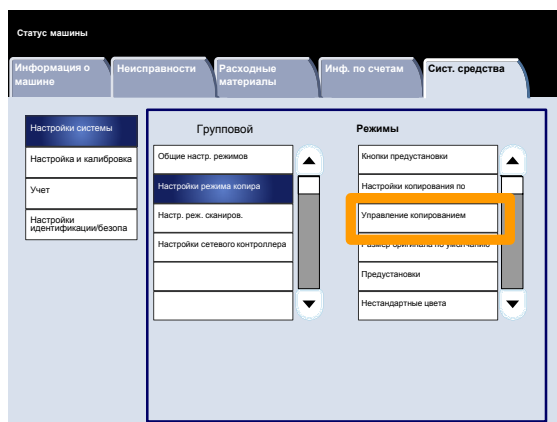 Статус машины
Информация о машине
Неисправности
Расходные материалы
Инф. по счетам
Сист. средства
Настройки системы
Настройка и калибровка
Учет
Настройки
идентификации/безопа
Групповой
Общие настр. режимов
Настройки режима копира
Настр. реж. сканиров.
Настройки сетевого контроллера
Режимы
Кнопки предустановки
Настройки копирования по
Управление копированием
Размер оригинала по умолчанию
Предустановки
Нестандартные цвета